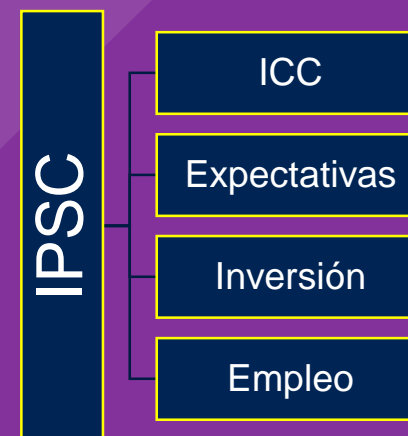 IPSC
ICC
Expectativas
Inversión
Empleo